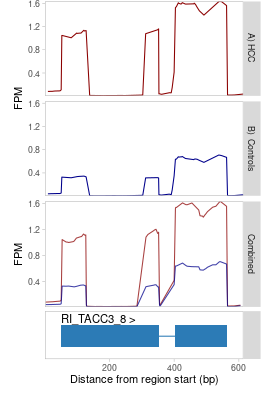 1.6
1.2
0.8
0.4
FPM
A) HCC
1.6
1.2
0.8
0.4
B) Controls
1.6
1.2
0.8
0.4
FPM
Combined
RI_TACC3_8 >
200
400
600
Distance from region start (bp)